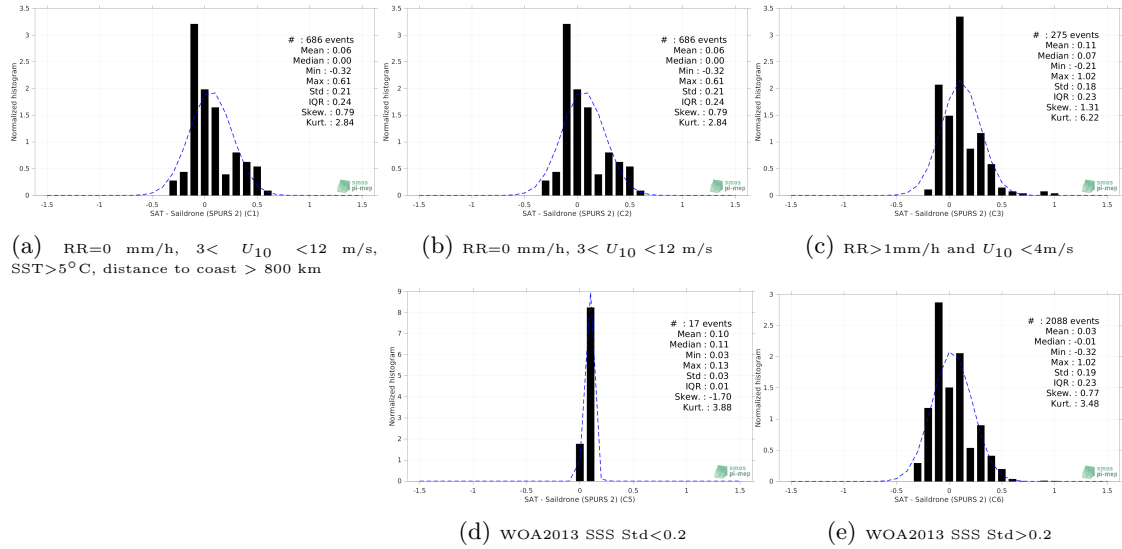 3.5
3
2.5
2
1.5
1
0.5
0
-1.5 -1 -0.5 0 0.5 1 1.5
Normalized histogram
SAT - Saildrone (SPURS 2) (C1)
# : 686 events
Mean : 0.06
Median : 0.00
Min : -0.32
Max : 0.61
Std : 0.21
IQR : 0.24
Skew. : 0.79
Kurt. : 2.84
smos
pi-mep
(a) RR=0 mm/h, 3< U10 <12 m/s,
SST>5°C, distance to coast > 800 km
3.5
3
2.5
2
1.5
1
0.5
0
-1.5 -1 -0.5 0 0.5 1 1.5
Normalized histogram
SAT - Saildrone (SPURS 2) (C2)
# : 686 events
Mean : 0.06
Median : 0.00
Min : -0.32
Max : 0.61
Std : 0.21
IQR : 0.24
Skew. : 0.79
Kurt. : 2.84
smos
pi-mep
(b) RR=0 mm/h, 3< U10 <12 m/s
3.5
3
2.5
2
1.5
1
0.5
0
-1.5 -1 -0.5 0 0.5 1 1.5
Normalized histogram
SAT - Saildrone (SPURS 2) (C3)
# : 275 events
Mean : 0.11
Median : 0.07
Min : -0.21
Max : 1.02
Std : 0.18
IQR : 0.23
Skew. : 1.31
Kurt. : 6.22
smos
pi-mep
(c) RR>1mm/h and U10 <4m/s
9
8
7
6
5
4
3
2
1
0
-1.5 -1 -0.5 0 0.5 1 1.5
Normalized histogram
SAT - Saildrone (SPURS 2) (C5)
# : 17 events
Mean : 0.10
Median : 0.11
Min : 0.03
Max : 0.13
Std : 0.03
IQR : 0.01
Skew. : -1.70
Kurt. : 3.88
smos
pi-mep
(d) WOA2013 SSS Std<0.2
3
2.5
2
1.5
1
0.5
0
-1.5 -1 -0.5 0 0.5 1 1.5
Normalized histogram
SAT - Saildrone (SPURS 2) (C6)
# : 2088 events
Mean : 0.03
Median : -0.01
Min : -0.32
Max : 1.02
Std : 0.19
IQR : 0.23
Skew. : 0.77
Kurt. : 3.48
smos
pi-mep
(e) WOA2013 SSS Std>0.2